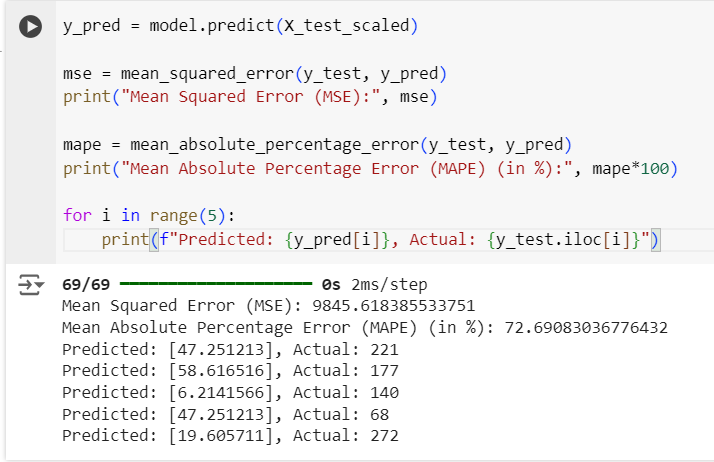 y_pred = model.predict(X_test_scaled)
mse = mean_squared_error(y_test, y_pred)
print("Mean Squared Error (MSE):", mse)
mape = mean_absolute_percentage_error(y_test, y_pred)
print("Mean Absolute Percentage Error (MAPE) (in %):", mape*100)
for i in range(5):
    print(f"Predicted: {y_pred[i]}, Actual: {y_test.iloc[i]}")
69/69 ━━━━━━━━━━━━━━━━━━━━ 0s 2ms/step
Mean Squared Error (MSE): 9845.618385533751
Mean Absolute Percentage Error (MAPE) (in %): 72.69083036776432
Predicted: [47.251213], Actual: 221
Predicted: [58.616516], Actual: 177
Predicted: [6.2141566], Actual: 140
Predicted: [47.251213], Actual: 68
Predicted: [19.605711], Actual: 272